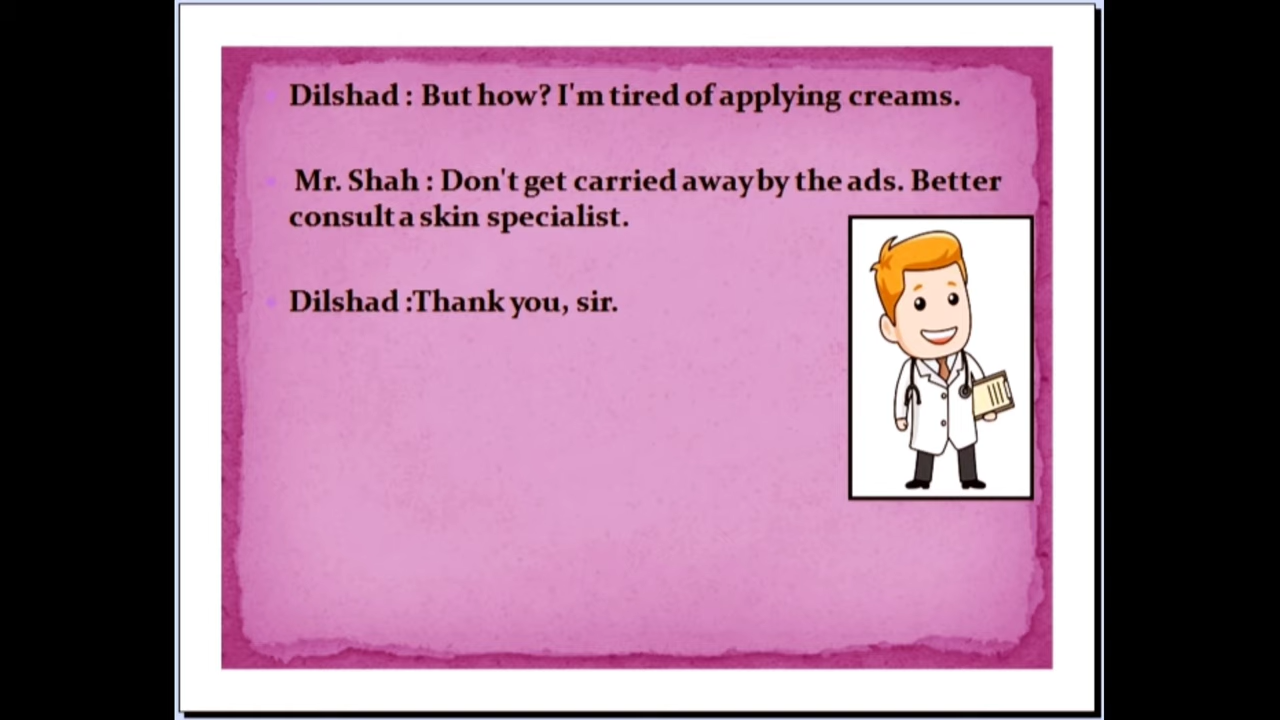 Dilshad : But how? I'm tired of applying creams.
Mr. Shah : Don't get carried away by the ads. Better
consult a skin specialist.
Dilshad :Thank you, sir.